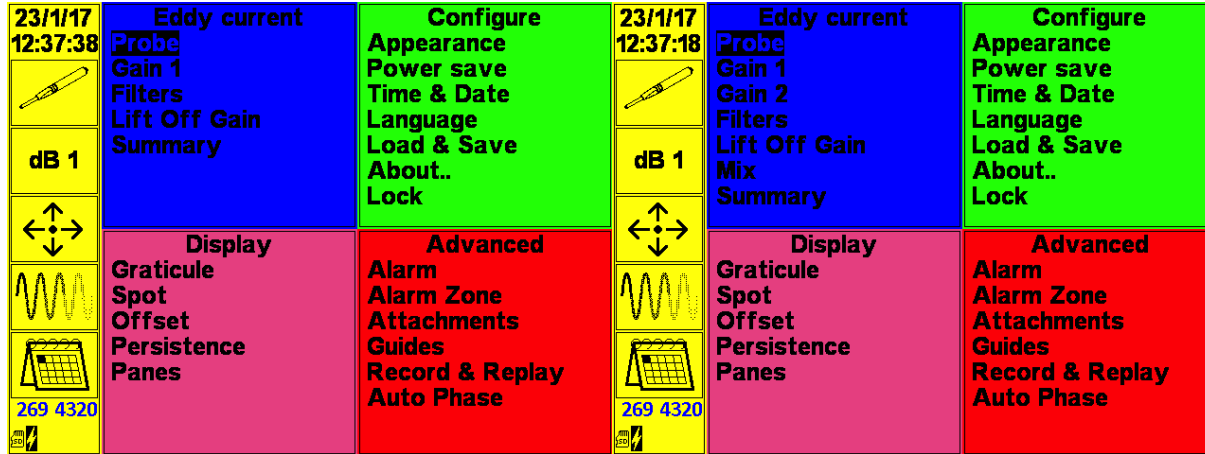 23/1/17
12:37:38
dB 1
269 4320
SD
Eddy current
Probe
Gain 1
Filters
Lift Off Gain
Summary
Configure
Appearance
Power save
Time & Date
Language
Load & Save
About..
Lock
Display
Graticule
Spot
Offset
Persistence
Panes
Advanced
Alarm
Alarm Zone
Attachments
Guides
Record & Replay
Auto Phase
23/1/17
12:37:18
dB 1
269 4320
SD
Eddy current
Probe
Gain 1
Gain 2
Filters
Lift Off Gain
Mix
Summary
Configure
Appearance
Power save
Time & Date
Language
Load & Save
About..
Lock
Display
Graticule
Spot
Offset
Persistence
Panes
Advanced
Alarm
Alarm Zone
Attachments
Guides
Record & Replay
Auto Phase